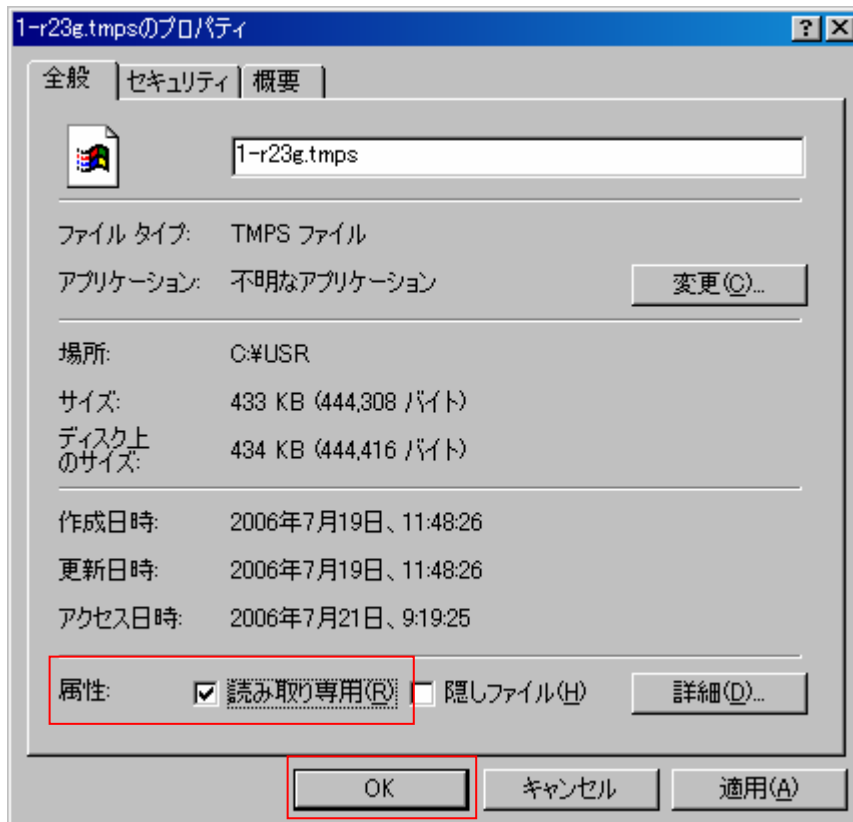 1-r23g.tmpsのプロパティ
全般 セキュリティ 概要
1-r23g.tmps
ファイル タイプ: TMPS ファイル
アプリケーション: 不明なアプリケーション 変更(C)...
場所: C:¥USR
サイズ: 433 KB (444,308 バイト)
ディスク上
のサイズ: 434 KB (444,416 バイト)
作成日時: 2006年7月19日、11:48:26
更新日時: 2006年7月19日、11:48:26
アクセス日時: 2006年7月21日、9:19:25
属性: 読み取り専用(R) 隠しファイル(H) 詳細(D)...
OK キャンセル 適用(A)